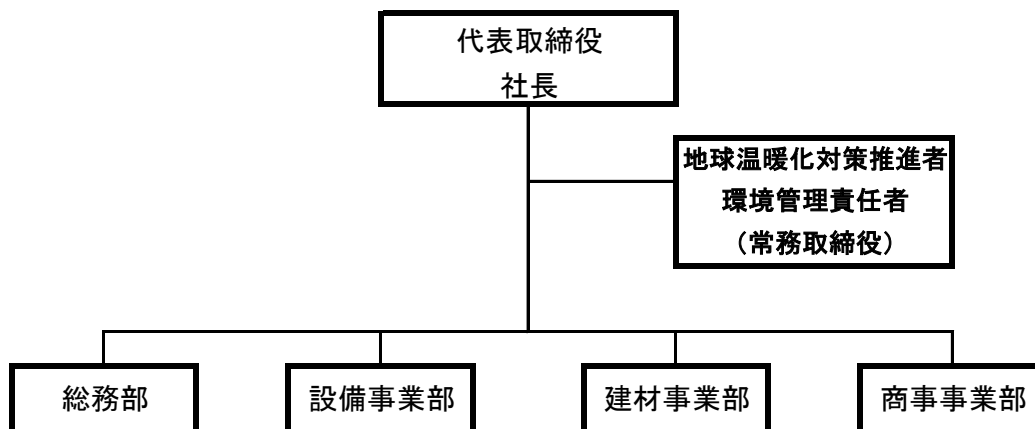 代表取締役
社長
地球温暖化対策推進者
環境管理責任者
（常務取締役）
総務部
設備事業部
建材事業部
商事事業部